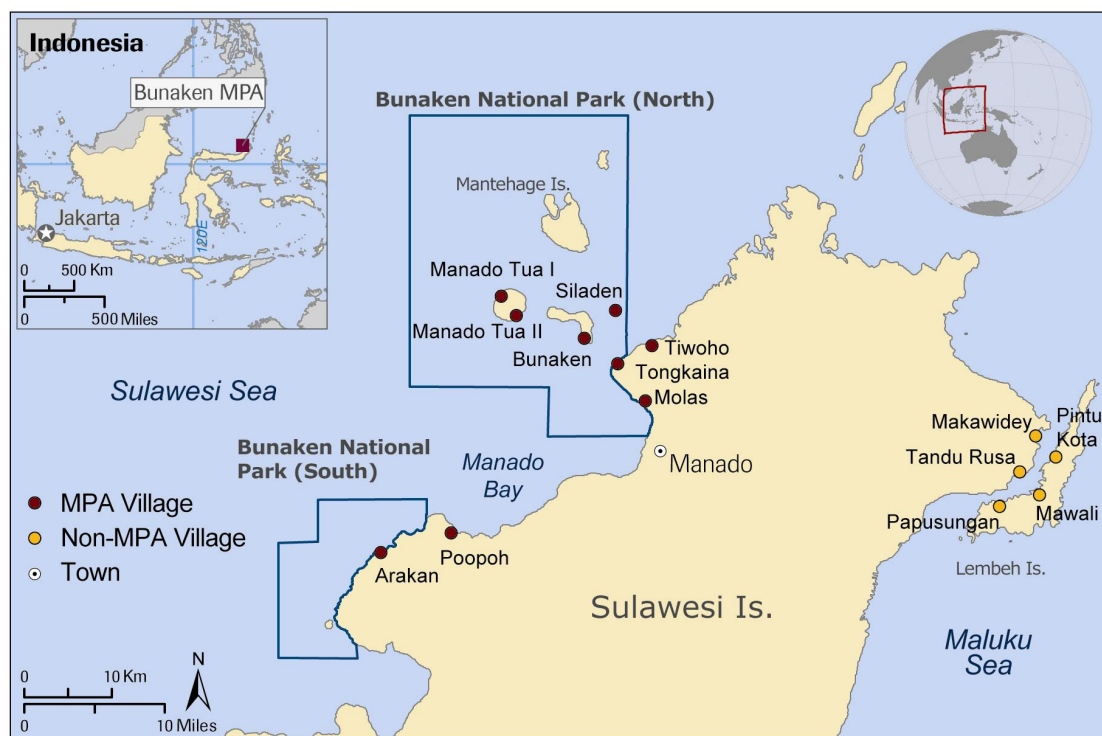 Indonesia
Bunaken MPA
Jakarta
120E
0 500 Km
0 500 Miles
Bunaken National Park (North)
Mantehage Is.
Manado Tua I
Siladen
Manado Tua II
Bunaken
Tiwoho
Tongkaina
Molas
Sulawesi Sea
Bunaken National
Park (South)
Manado
Bay
Manado
Makawidey
Pintu
Kota
Tandu Rusa
Papusungan
Mawali
Lembeh Is.
MPA Village
Non-MPA Village
Town
Arakan
Poopoh
Sulawesi Is.
Maluku
Sea
0 10 Km
0 10 Miles
N